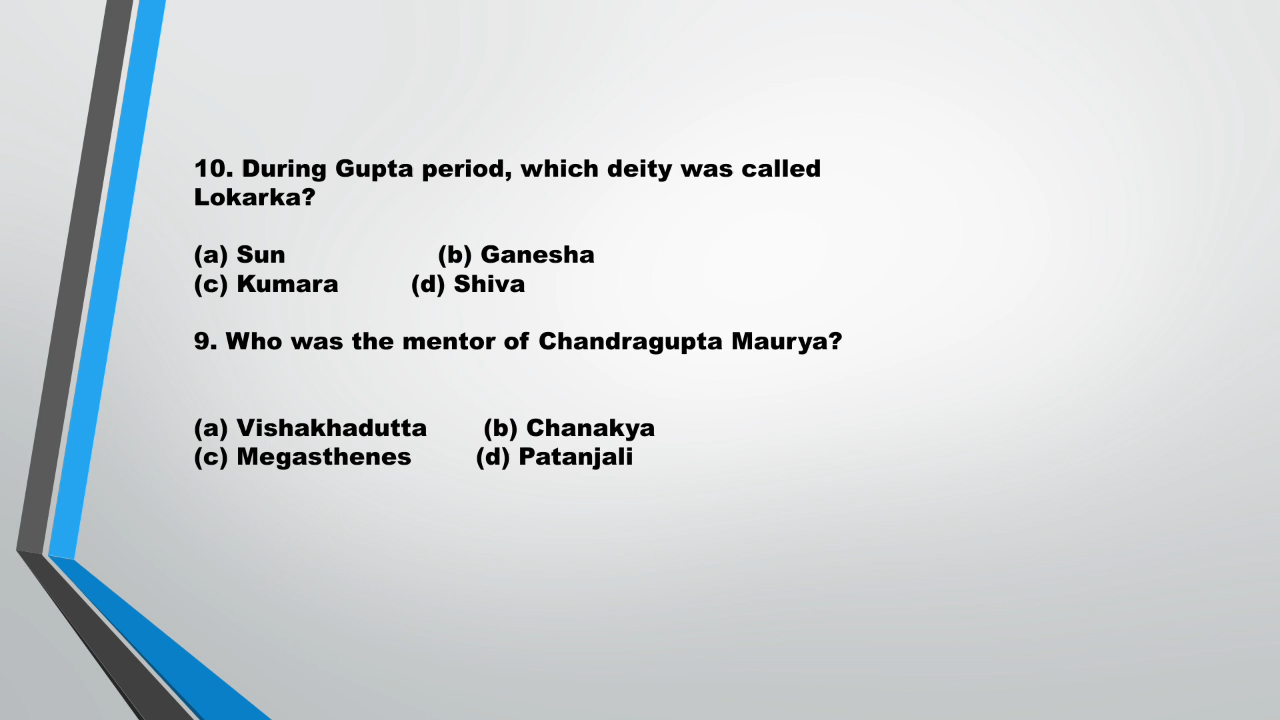 10. During Gupta period, which deity was called
Lokarka?
(a) Sun (b) Ganesha
(c) Kumara (d) Shiva
9. Who was the mentor of Chandragupta Maurya?
(a) Vishakhadutta (b) Chanakya
(c) Megasthenes (d) Patanjali